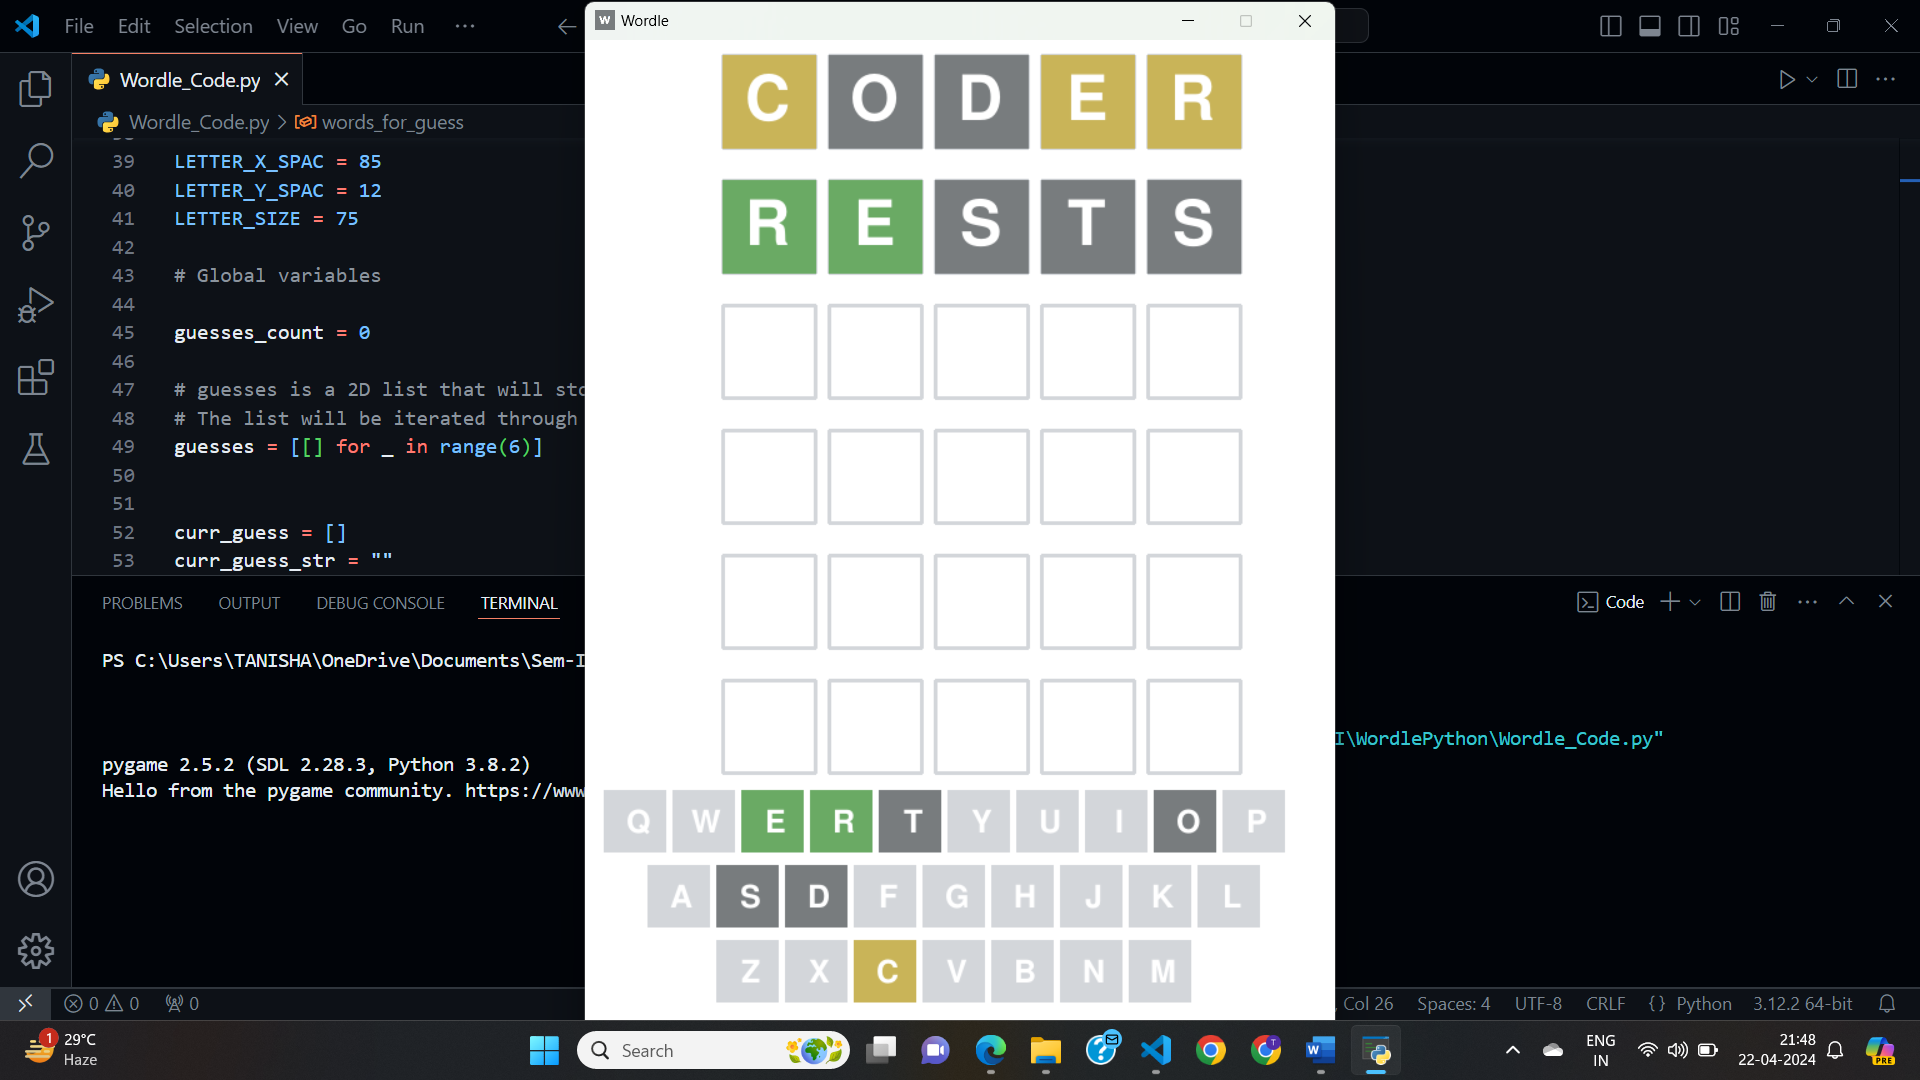 File Edit Selection View Go Run ···
Wordle
Wordle_Code.py
Wordle_Code.py > words_for_guess
39 LETTER_X_SPAC = 85
40 LETTER_Y_SPAC = 12
41 LETTER_SIZE = 75
42
43 # Global variables
44
45 guesses_count = 0
46
47 # guesses is a 2D list that will sto
48 # The list will be iterated through
49 guesses = [[] for _ in range(6)]
50
51
52 curr_guess = []
53 curr_guess_str = ""
C O D E R
R E S T S
Q W E R T Y U I O P
A S D F G H J K L
Z X C V B N M
PROBLEMS OUTPUT DEBUG CONSOLE TERMINAL
Code
PS C:\Users\TANISHA\OneDrive\Documents\Sem-I
I\WordlePython\Wordle_Code.py"
pygame 2.5.2 (SDL 2.28.3, Python 3.8.2)
Hello from the pygame community. https://www
0 0 0
, Col 26 Spaces: 4 UTF-8 CRLF {} Python 3.12.2 64-bit
1
29°C
Haze
Search
T
W
ENG
IN
21:48
22-04-2024
PRE